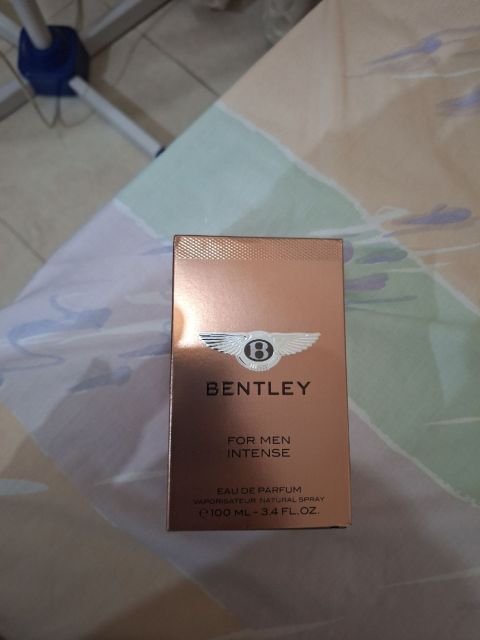 B
BENTLEY
FOR MEN
INTENSE
EAU DE PARFUM
VAPORISATEUR NATURAL SPRAY
℮ 100 ML - 3.4 FL.OZ.